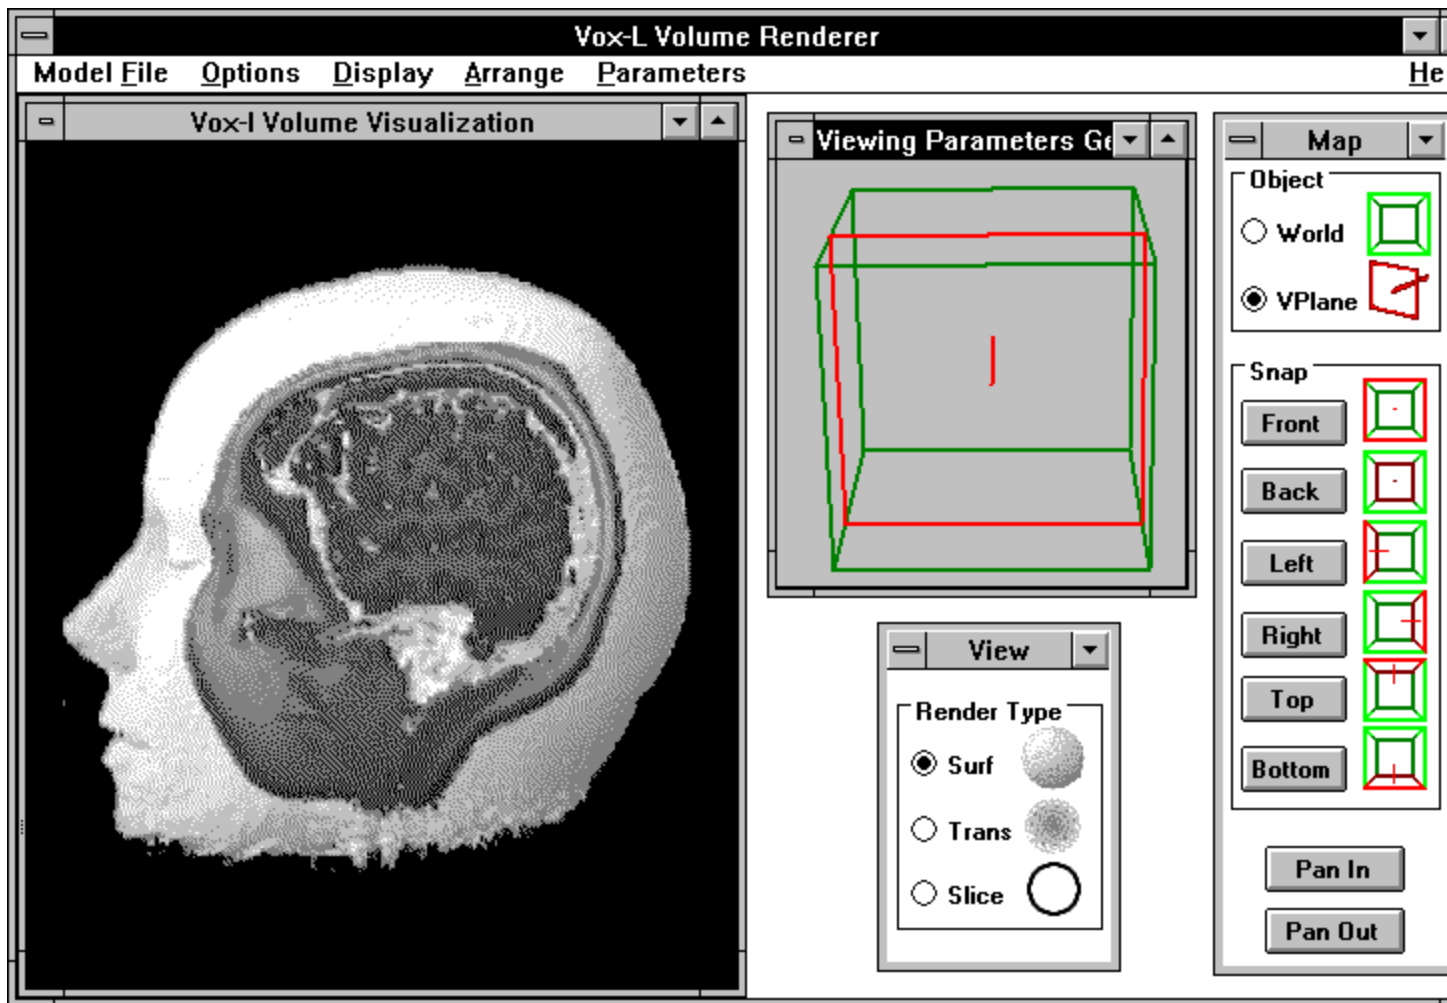 Vox-L Volume Renderer
Model File Options Display Arrange Parameters He
Vox-l Volume Visualization
Viewing Parameters Ge
Map
Object
World
VPlane
Snap
Front
Back
Left
Right
Top
Bottom
Pan In
Pan Out
View
Render Type
Surf
Trans
Slice